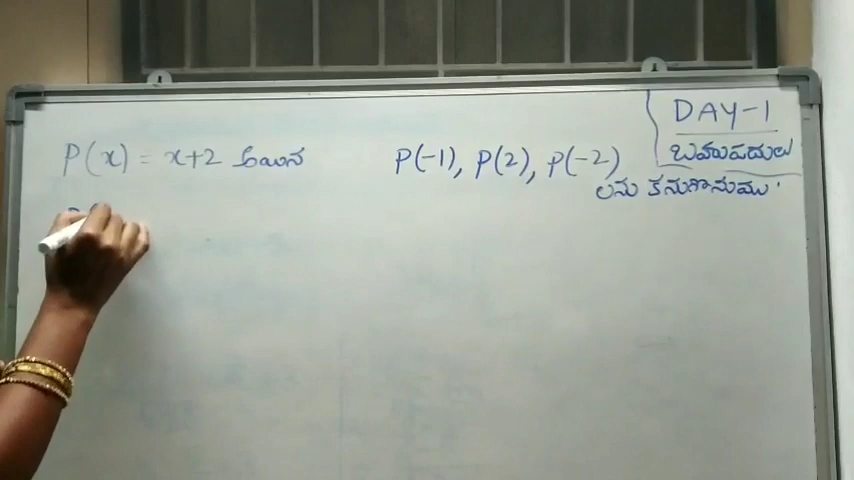 DAY-1
బహుపదులు
P(x) = x+2 అయిన P(-1), P(2), P(-2)
లను కనుగొనుము.